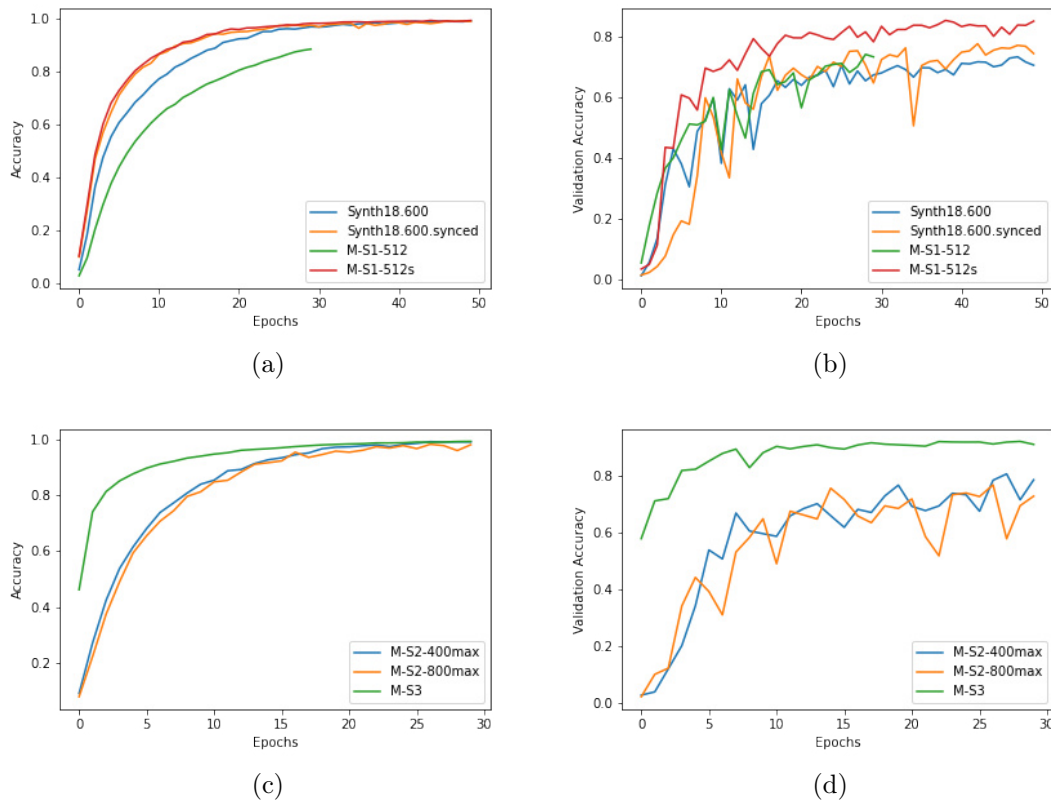 1.0
0.8
0.6
0.4
0.2
0.0
Accuracy
0 10 20 30 40 50
Epochs
Synth18.600
Synth18.600.synced
M-S1-512
M-S1-512s
(a)
0.8
0.6
0.4
0.2
0.0
Validation Accuracy
0 10 20 30 40 50
Epochs
Synth18.600
Synth18.600.synced
M-S1-512
M-S1-512s
(b)
1.0
0.8
0.6
0.4
0.2
Accuracy
0 5 10 15 20 25 30
Epochs
M-S2-400max
M-S2-800max
M-S3
(c)
0.8
0.6
0.4
0.2
0.0
Validation Accuracy
0 5 10 15 20 25 30
Epochs
M-S2-400max
M-S2-800max
M-S3
(d)